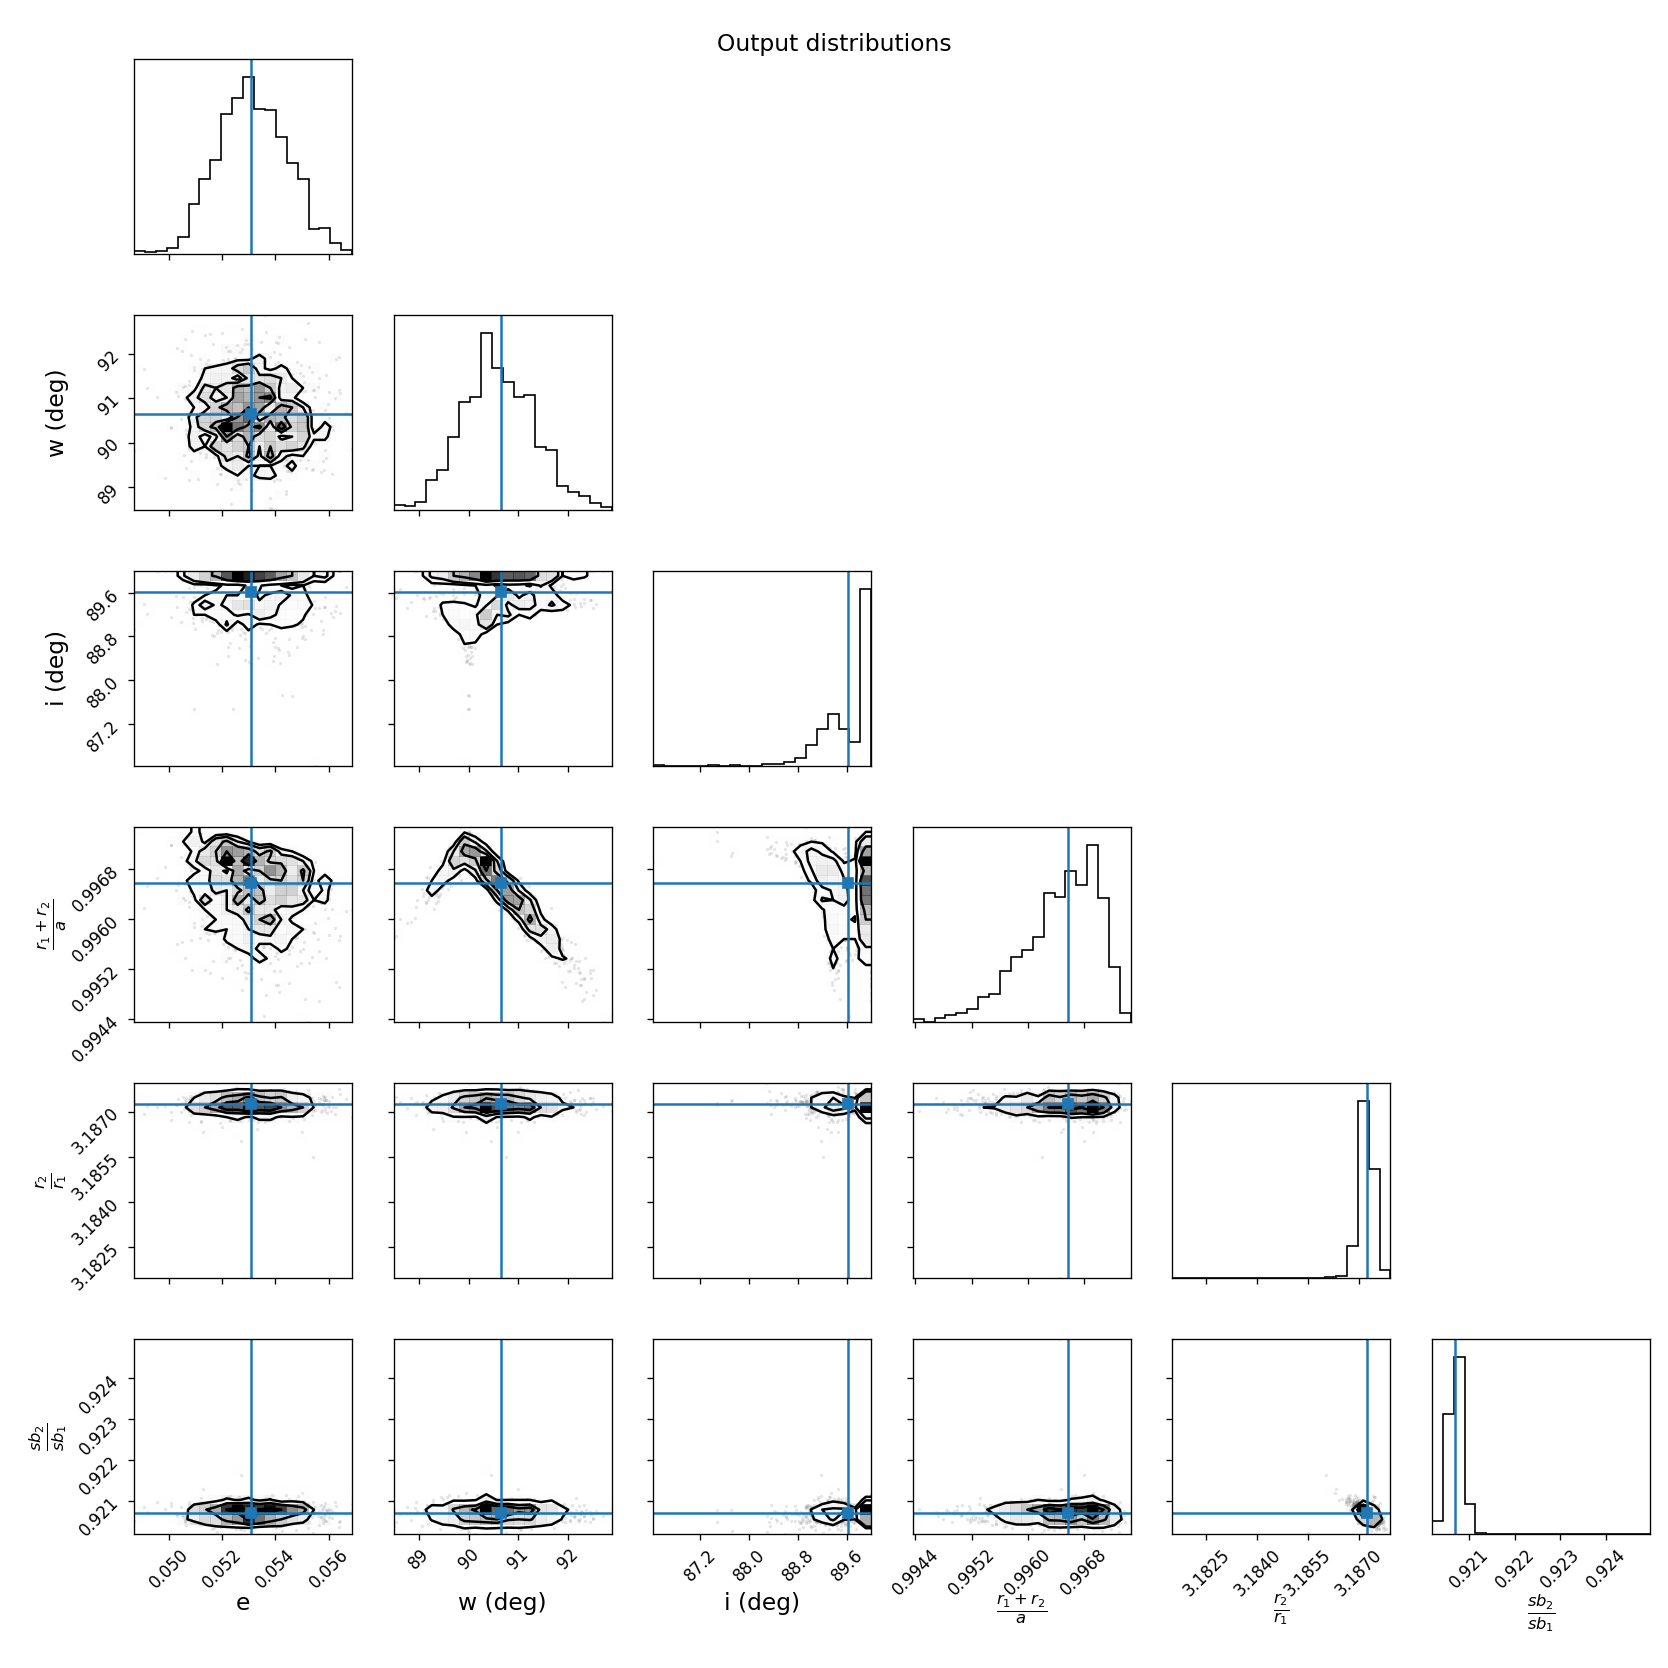 Output distributions
92
91
90
89
w (deg)
89.6
88.8
88.0
87.2
i (deg)
0.9968
0.9960
0.9952
0.9944
r₁ + r₂
a
3.1870
3.1855
3.1840
3.1825
r₂
r₁
0.924
0.923
0.922
0.921
sb₂
sb₁
0.050 0.052 0.054 0.056
89 90 91 92
87.2 88.0 88.8 89.6
0.9944 0.9952 0.9960 0.9968
3.1825 3.1840 3.1855 3.1870
0.921 0.922 0.923 0.924
e
w (deg)
i (deg)
r₁ + r₂
a
r₂
r₁
sb₂
sb₁